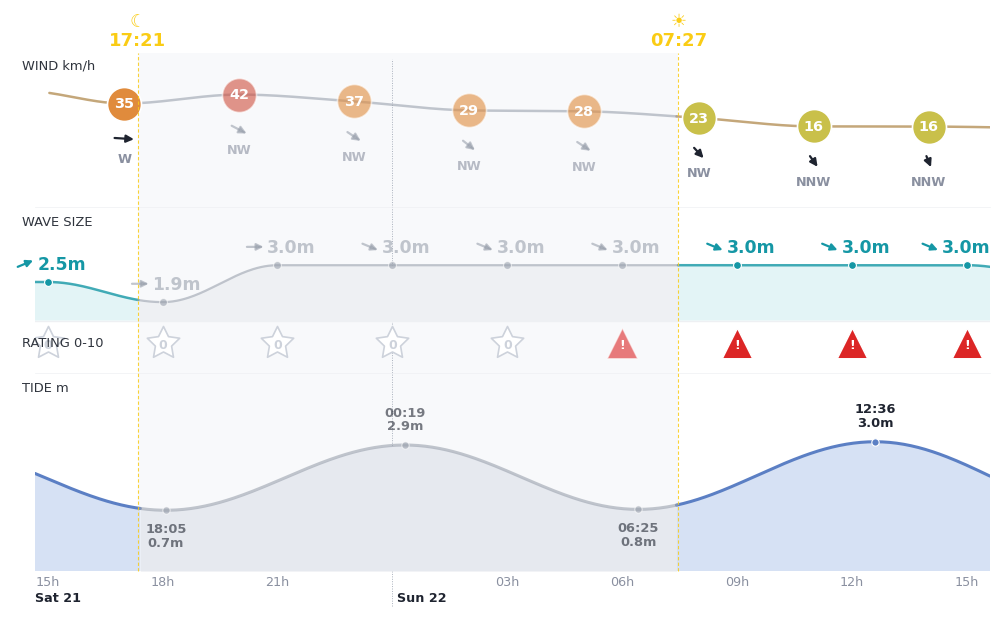 17:21 07:27
WIND km/h
35 42 37 29 28 23 16 16
W NW NW NW NW NW NNW NNW
WAVE SIZE
2.5m 1.9m 3.0m 3.0m 3.0m 3.0m 3.0m 3.0m 3.0m
RATING 0-10
0 0 0 0 0 ! ! ! !
TIDE m
00:19
2.9m
12:36
3.0m
18:05
0.7m
06:25
0.8m
15h 18h 21h 03h 06h 09h 12h 15h
Sat 21 Sun 22